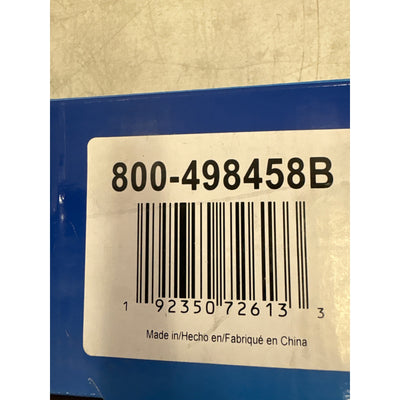 800-498458B
1 92350 72613 3
Made in/Hecho en/Fabriqué en China